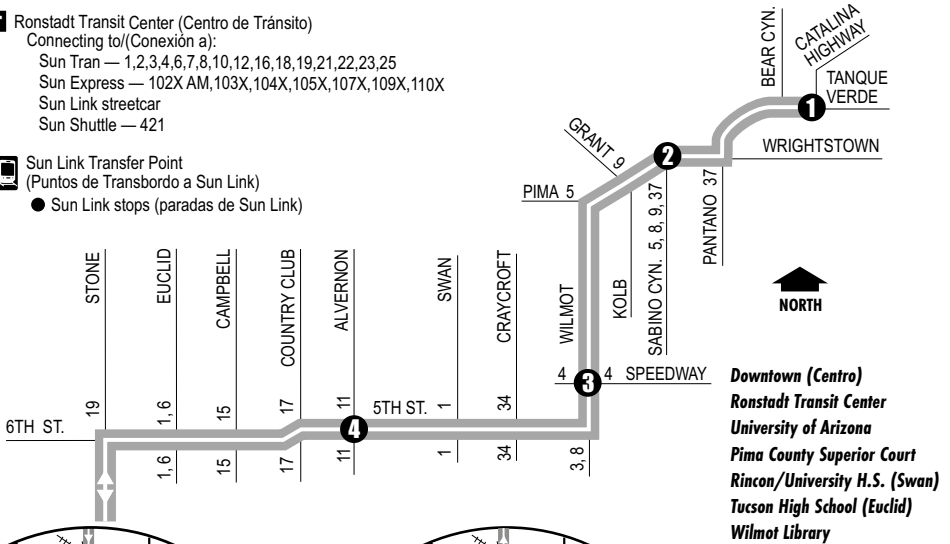 Ronstadt Transit Center (Centro de Tránsito)
Connecting to/(Conexión a):
Sun Tran — 1,2,3,4,6,7,8,10,12,16,18,19,21,22,23,25
Sun Express — 102X AM,103X,104X,105X,107X,109X,110X
Sun Link streetcar
Sun Shuttle — 421
Sun Link Transfer Point
(Puntos de Transbordo a Sun Link)
Sun Link stops (paradas de Sun Link)
BEAR CYN.
CATALINA
HIGHWAY
TANQUE
VERDE
1
GRANT 9
2
WRIGHTSTOWN
PIMA 5
SABINO CYN. 5, 8, 9, 37
PANTANO 37
KOLB
WILMOT
NORTH
STONE
19
EUCLID
1, 6
CAMPBELL
15
COUNTRY CLUB
17
ALVERNON
11
SWAN
1
CRAYCROFT
34
4
3
4 SPEEDWAY
6TH ST.
5TH ST.
4
1, 6
15
17
11
1
34
3, 8
Downtown (Centro)
Ronstadt Transit Center
University of Arizona
Pima County Superior Court
Rincon/University H.S. (Swan)
Tucson High School (Euclid)
Wilmot Library